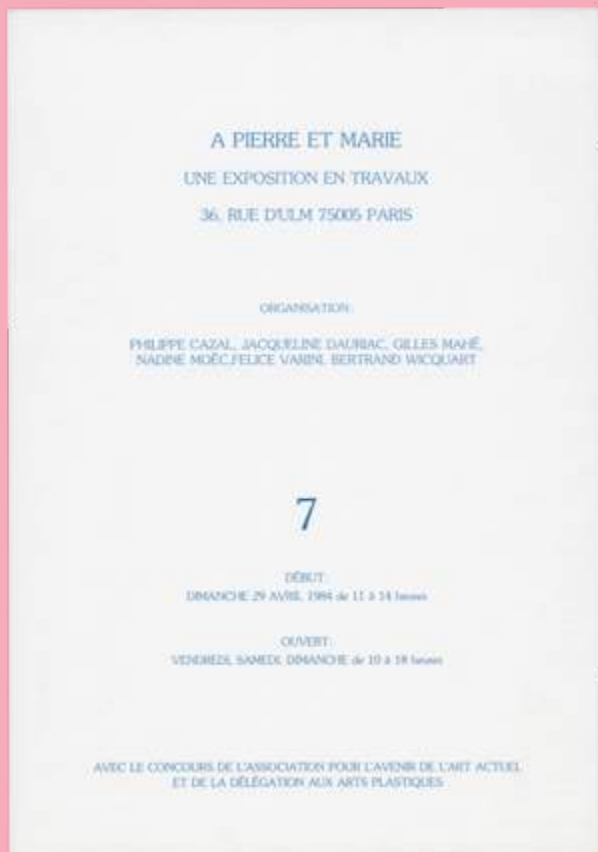 A PIERRE ET MARIE
UNE EXPOSITION EN TRAVAUX
36, RUE D'ULM 75005 PARIS
ORGANISATION:
PHILIPPE CAZAL, JACQUELINE DAURIAC, GILLES MAHÉ,
NADINE MOËC, FELICE VARINI, BERTRAND WICQUART
7
DÉBUT:
DIMANCHE 29 AVRIL 1984 de 11 à 14 heures
OUVERT:
VENDREDI, SAMEDI, DIMANCHE de 10 à 18 heures
AVEC LE CONCOURS DE L'ASSOCIATION POUR L'AVENIR DE L'ART ACTUEL
ET DE LA DÉLÉGATION AUX ARTS PLASTIQUES